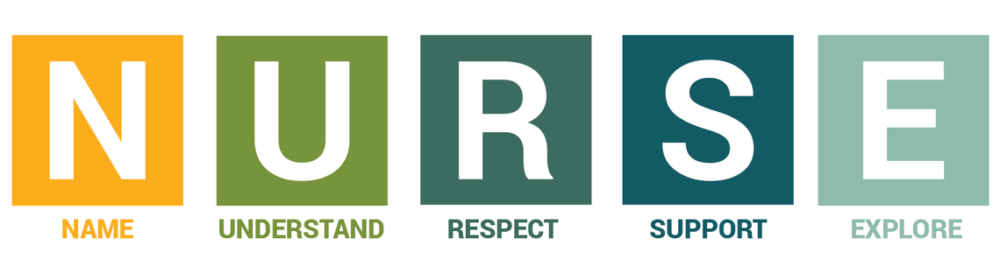 N U R S E
NAME UNDERSTAND RESPECT SUPPORT EXPLORE